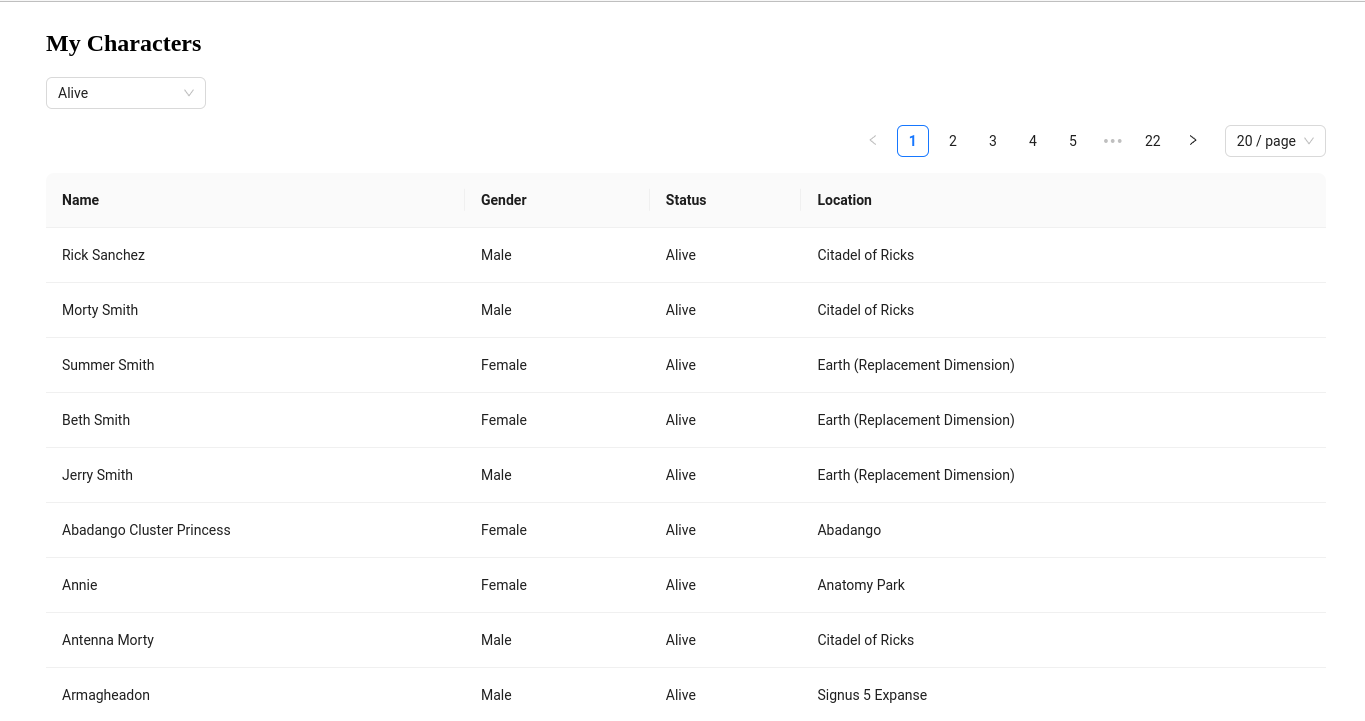 My Characters
Alive
1 2 3 4 5 ••• 22 20 / page
Name Gender Status Location
Rick Sanchez Male Alive Citadel of Ricks
Morty Smith Male Alive Citadel of Ricks
Summer Smith Female Alive Earth (Replacement Dimension)
Beth Smith Female Alive Earth (Replacement Dimension)
Jerry Smith Male Alive Earth (Replacement Dimension)
Abadango Cluster Princess Female Alive Abadango
Annie Female Alive Anatomy Park
Antenna Morty Male Alive Citadel of Ricks
Armagheadon Male Alive Signus 5 Expanse